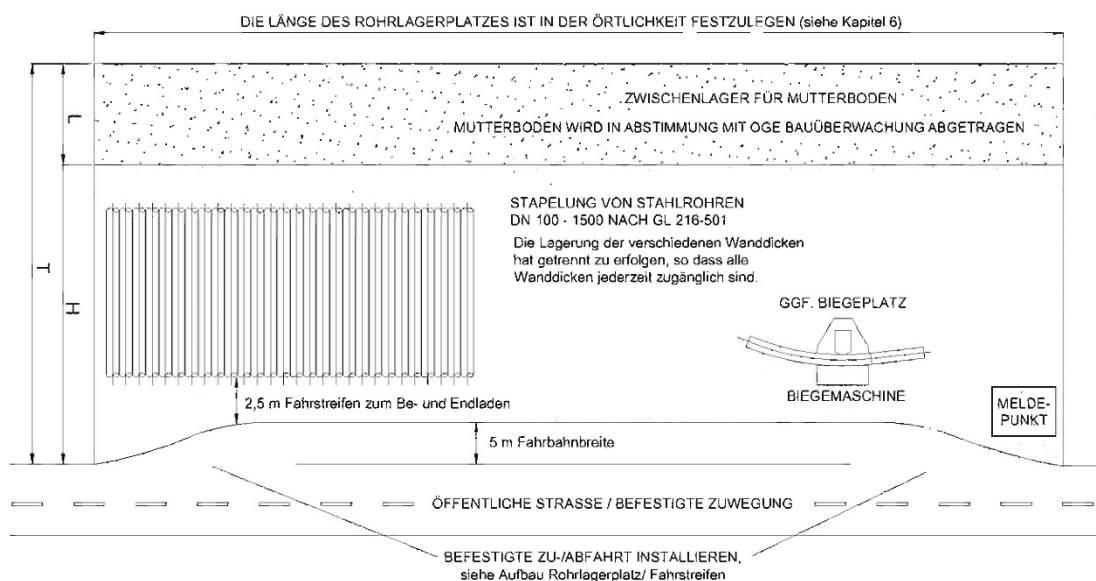 DIE LÄNGE DES ROHRLAGERPLATZES IST IN DER ÖRTLICHKEIT FESTZULEGEN (siehe Kapitel 6)
L
ZWISCHENLAGER FÜR MUTTERBODEN
MUTTERBODEN WIRD IN ABSTIMMUNG MIT OGE BAUÜBERWACHUNG ABGETRAGEN
T
H
STAPELUNG VON STAHLROHREN
DN 100 - 1500 NACH GL 216-501
Die Lagerung der verschiedenen Wanddicken
hat getrennt zu erfolgen, so dass alle
Wanddicken jederzeit zugänglich sind.
GGF. BIEGEPLATZ
BIEGEMASCHINE
MELDE-
PUNKT
2,5 m Fahrstreifen zum Be- und Endladen
5 m Fahrbahnbreite
ÖFFENTLICHE STRASSE / BEFESTIGTE ZUWEGUNG
BEFESTIGTE ZU-/ABFAHRT INSTALLIEREN,
siehe Aufbau Rohrlagerplatz/ Fahrstreifen